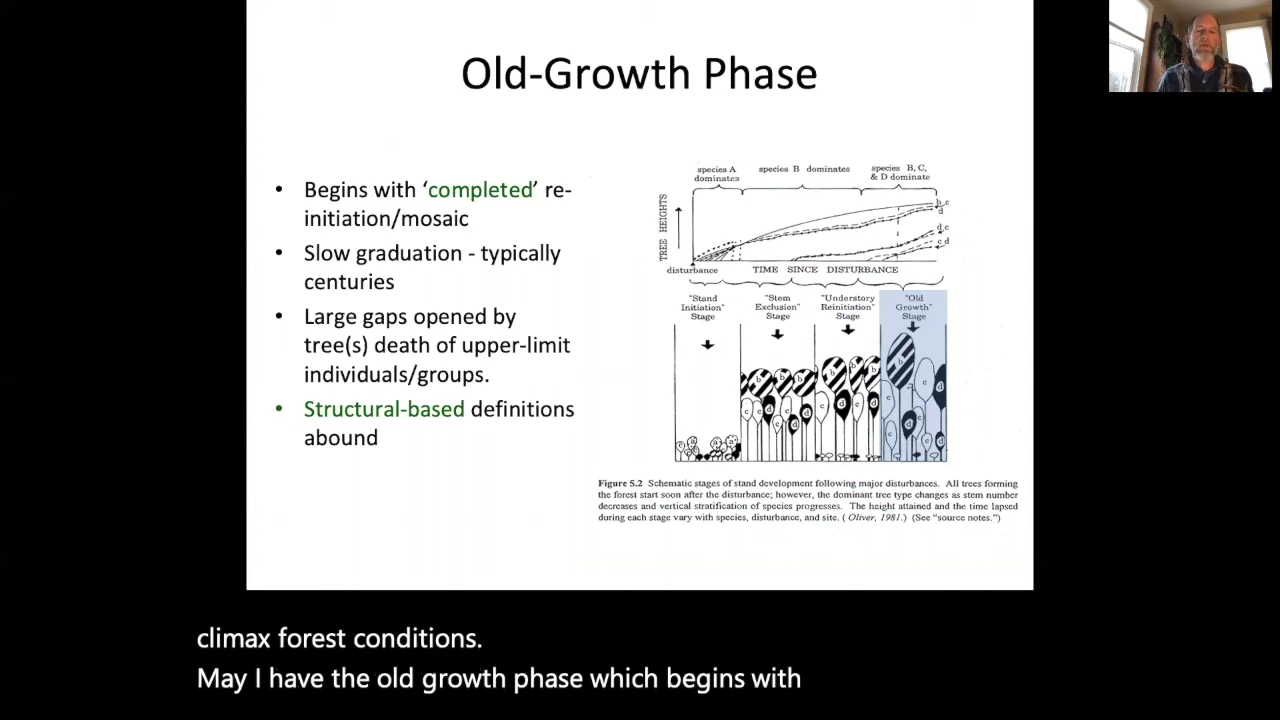 Old-Growth Phase
• Begins with ‘completed’ re-
initiation/mosaic
• Slow graduation - typically
centuries
• Large gaps opened by
tree(s) death of upper-limit
individuals/groups.
• Structural-based definitions
abound
species A
dominates
species B dominates
species B, C,
& D dominate
TREE HEIGHTS
b c
d
d c
c d
disturbance
TIME SINCE DISTURBANCE
"Stand
Initiation"
Stage
"Stem
Exclusion"
Stage
"Understory
Reinitiation"
Stage
"Old
Growth"
Stage
Figure 5.2 Schematic stages of stand development following major disturbances. All trees forming
the forest start soon after the disturbance; however, the dominant tree type changes as stem number
decreases and vertical stratification of species progresses. The height attained and the time lapsed
during each stage vary with species, disturbance, and site. ( Oliver, 1981.) (See "source notes.")
climax forest conditions.
May I have the old growth phase which begins with